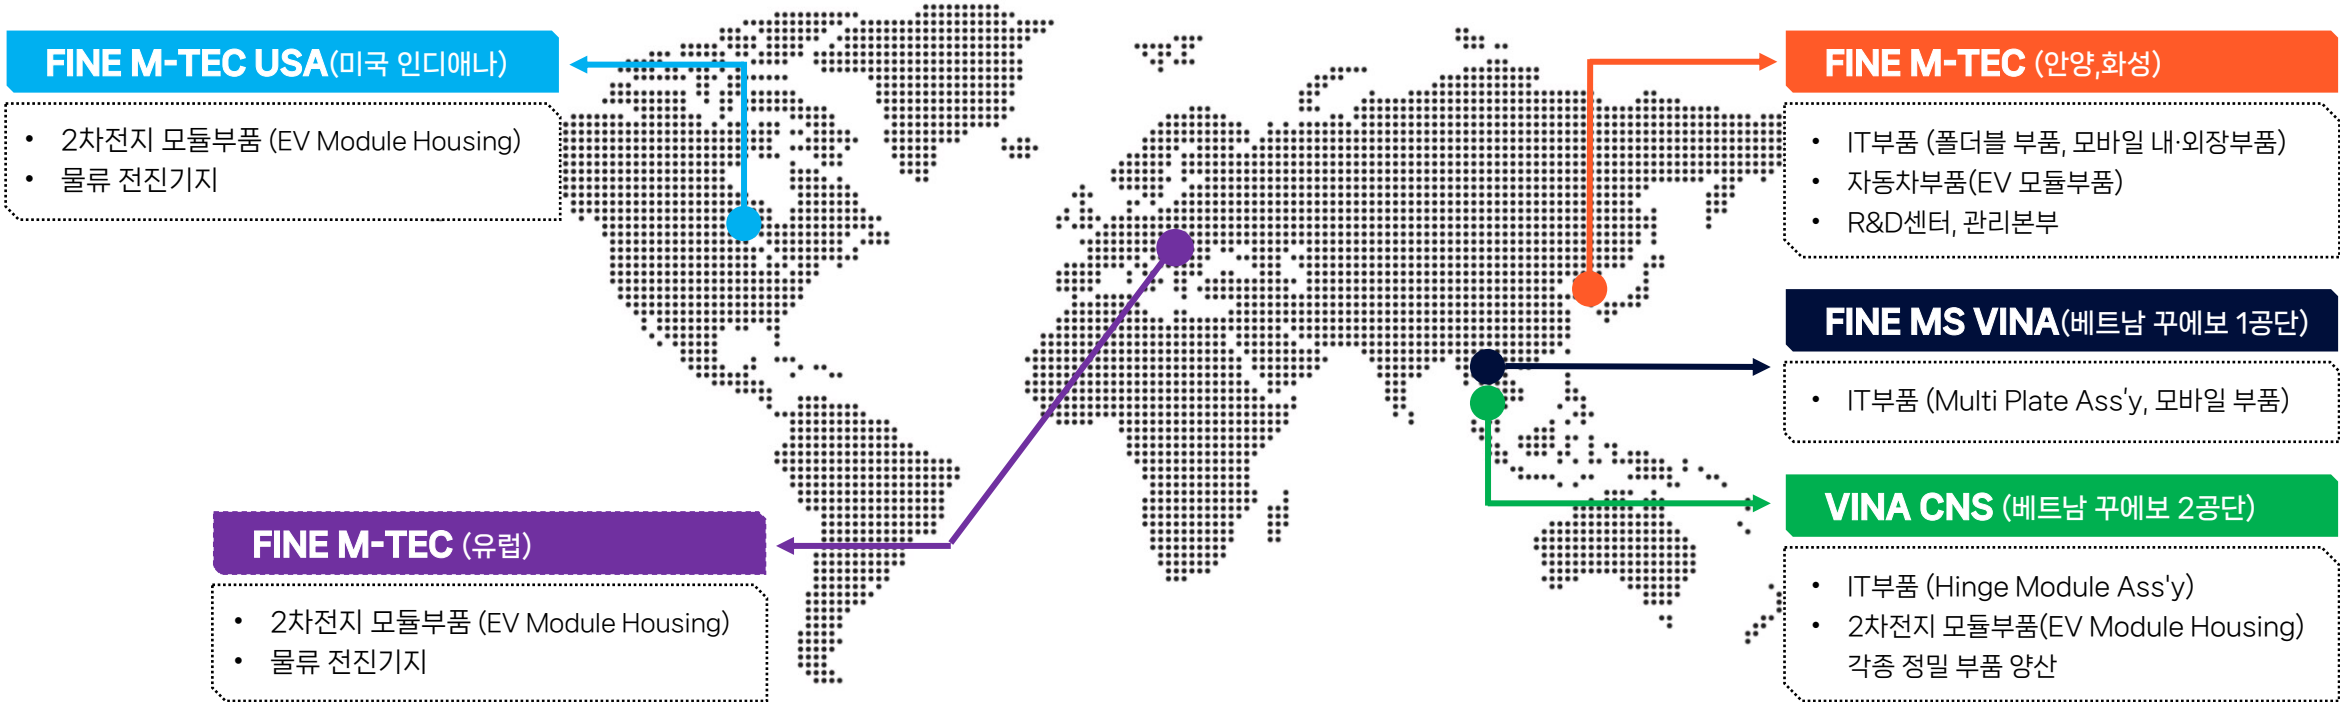 FINE M-TEC USA(미국 인디애나)
• 2차전지 모듈부품 (EV Module Housing)
• 물류 전진기지
FINE M-TEC (유럽)
• 2차전지 모듈부품 (EV Module Housing)
• 물류 전진기지
FINE M-TEC (안양,화성)
• IT부품 (폴더블 부품, 모바일 내·외장부품)
• 자동차부품(EV 모듈부품)
• R&D센터, 관리본부
FINE MS VINA(베트남 꾸에보 1공단)
• IT부품 (Multi Plate Ass'y, 모바일 부품)
VINA CNS (베트남 꾸에보 2공단)
• IT부품 (Hinge Module Ass'y)
• 2차전지 모듈부품(EV Module Housing)
각종 정밀 부품 양산